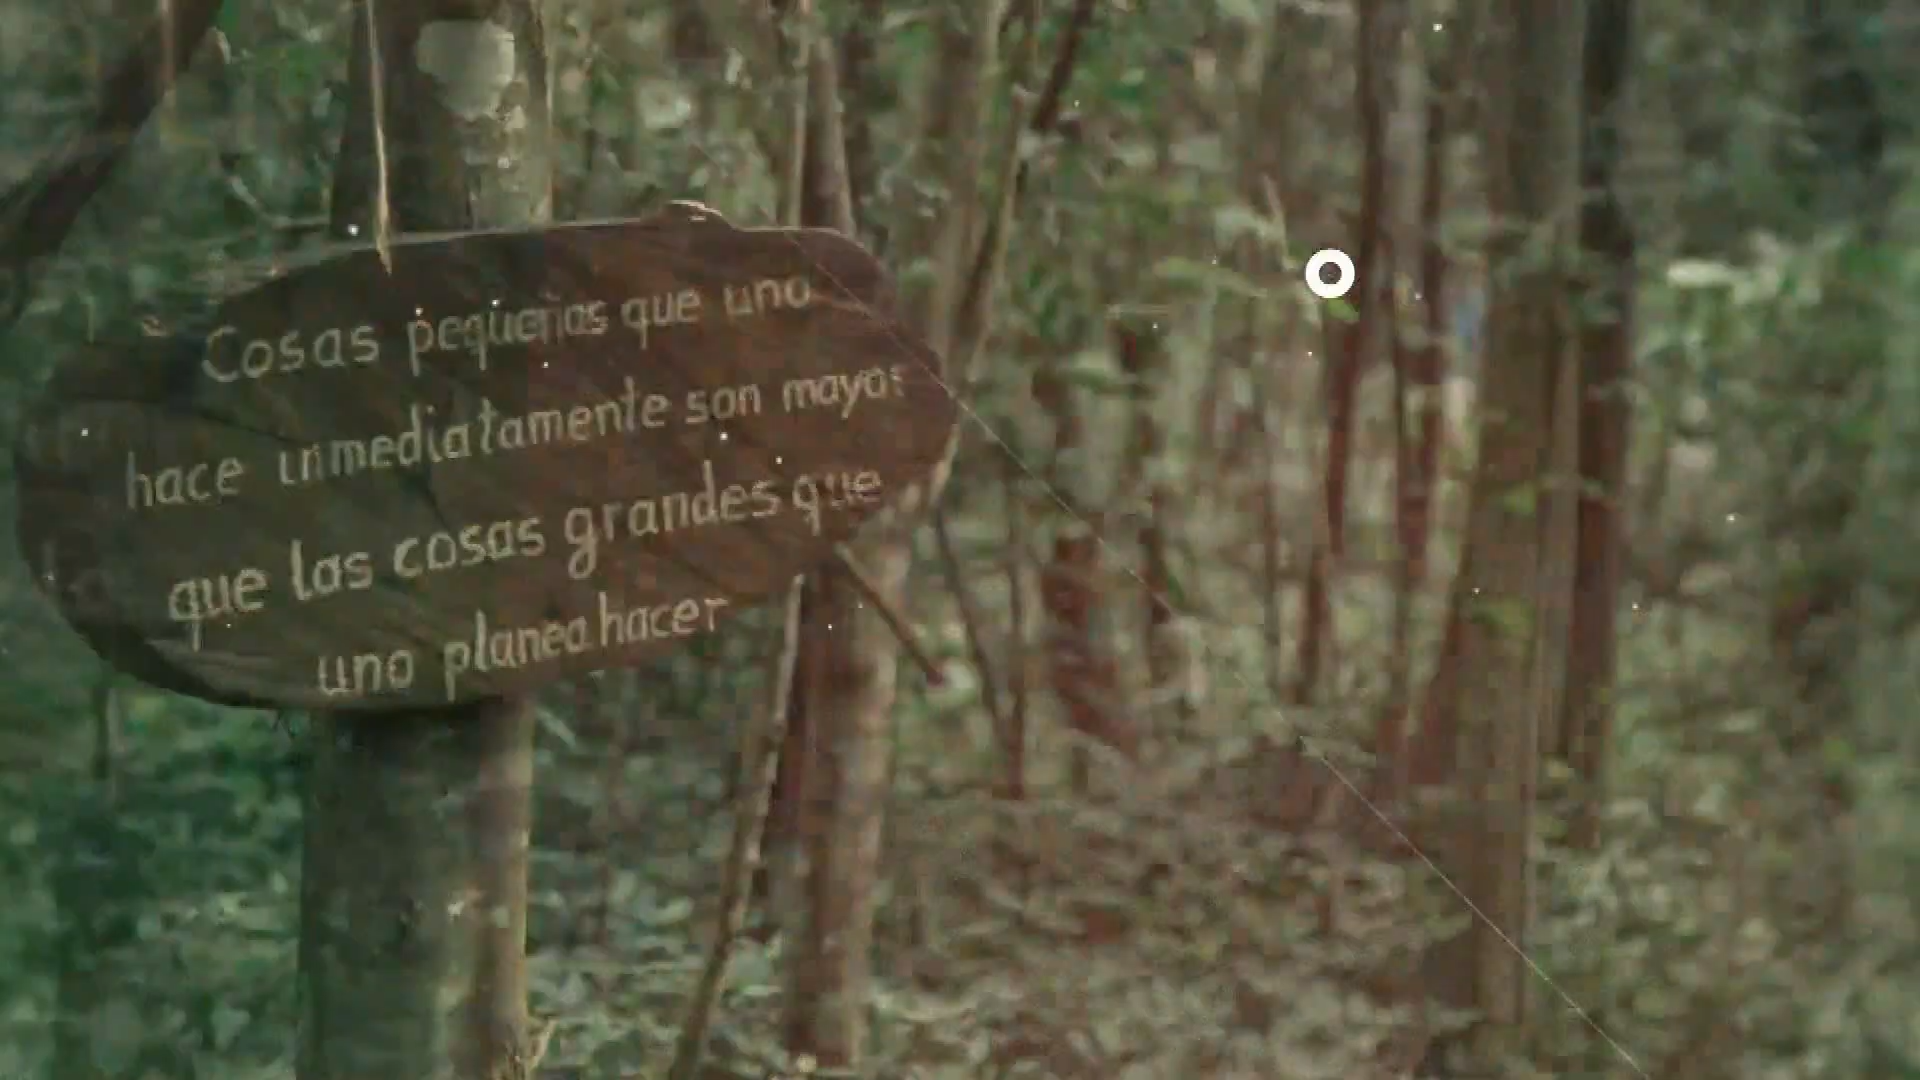 Cosas pequeñas que uno
hace inmediatamente son mayor
que las cosas grandes que
uno planea hacer